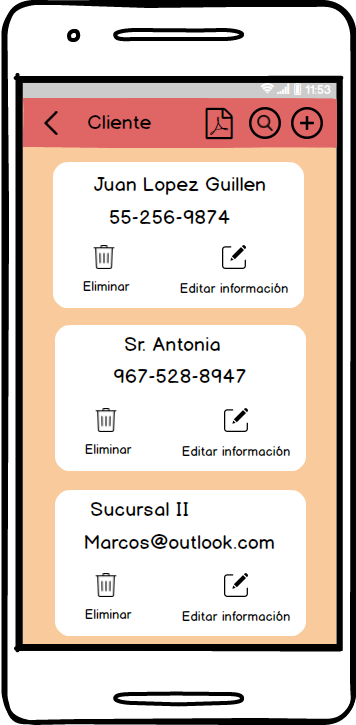 11:53
Cliente
Juan Lopez Guillen
55-256-9874
Eliminar
Editar información
Sr. Antonia
967-528-8947
Eliminar
Editar información
Sucursal II
Marcos@outlook.com
Eliminar
Editar información